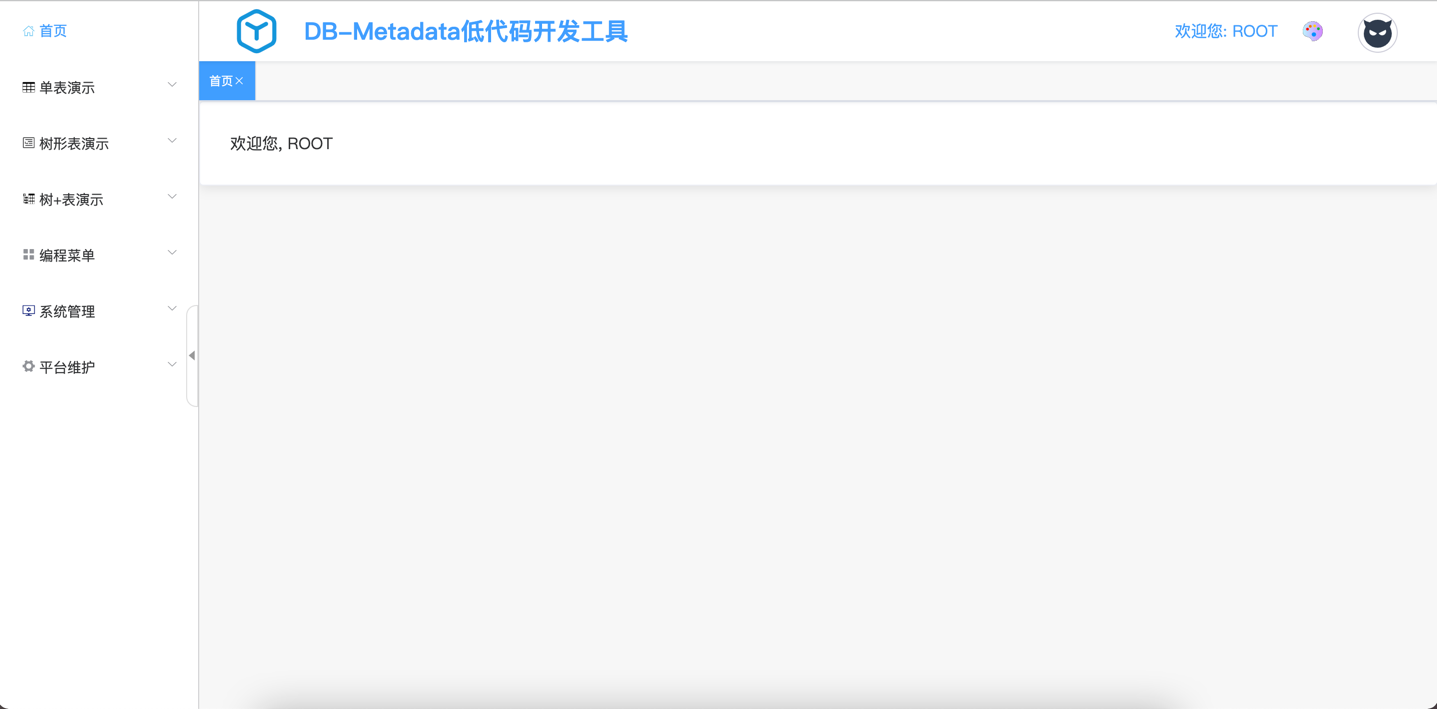 首页
单表演示
树形表演示
树+表演示
编程菜单
系统管理
平台维护
DB-Metadata低代码开发工具
欢迎您: ROOT
首页
欢迎您, ROOT